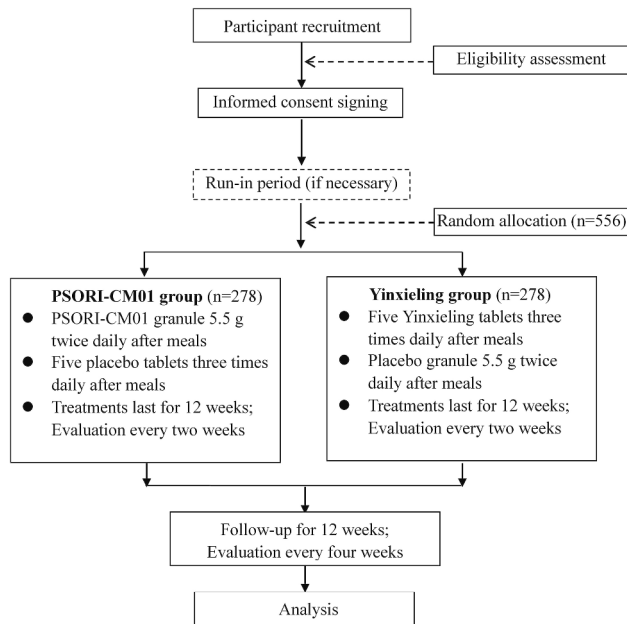 Participant recruitment
Eligibility assessment
Informed consent signing
Run-in period (if necessary)
Random allocation (n=556)
PSORI-CM01 group (n=278)
● PSORI-CM01 granule 5.5 g
twice daily after meals
● Five placebo tablets three times
daily after meals
● Treatments last for 12 weeks;
Evaluation every two weeks
Yinxieling group (n=278)
● Five Yinxieling tablets three
times daily after meals
● Placebo granule 5.5 g twice
daily after meals
● Treatments last for 12 weeks;
Evaluation every two weeks
Follow-up for 12 weeks;
Evaluation every four weeks
Analysis